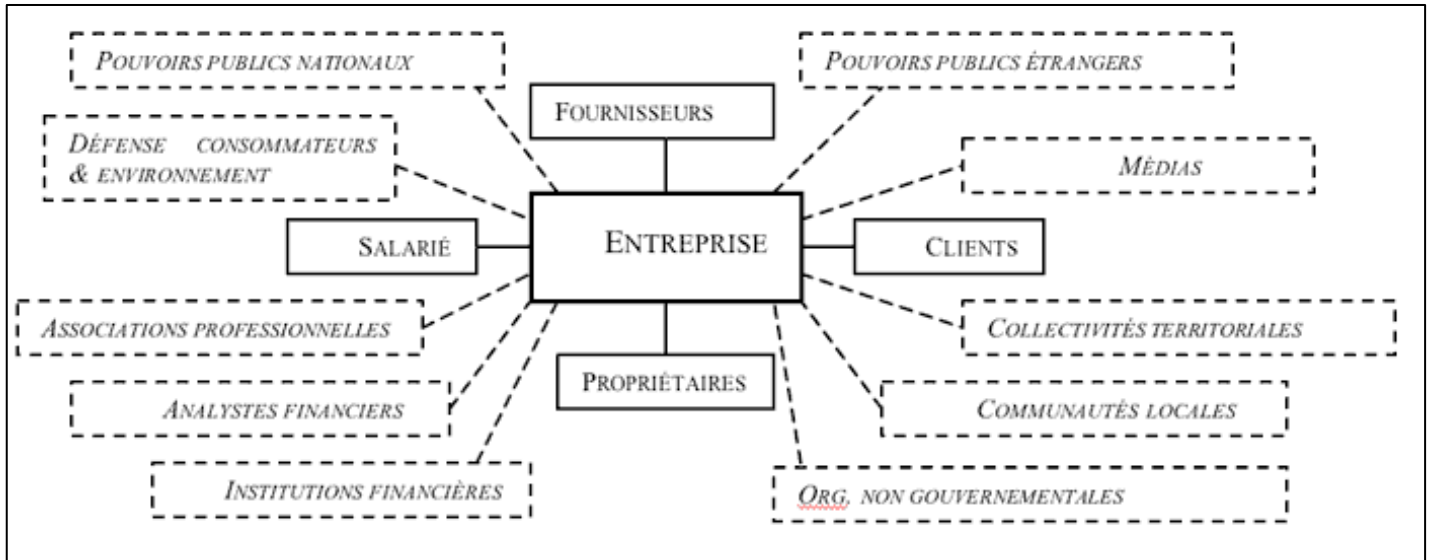 POUVOIRS PUBLICS NATIONAUX
POUVOIRS PUBLICS ÉTRANGERS
FOURNISSEURS
DÉFENSE CONSOMMATEURS
& ENVIRONNEMENT
MÉDIAS
SALARIÉ
ENTREPRISE
CLIENTS
ASSOCIATIONS PROFESSIONNELLES
COLLECTIVITÉS TERRITORIALES
PROPRIÉTAIRES
ANALYSTES FINANCIERS
COMMUNAUTÉS LOCALES
INSTITUTIONS FINANCIÈRES
ORG. NON GOUVERNEMENTALES